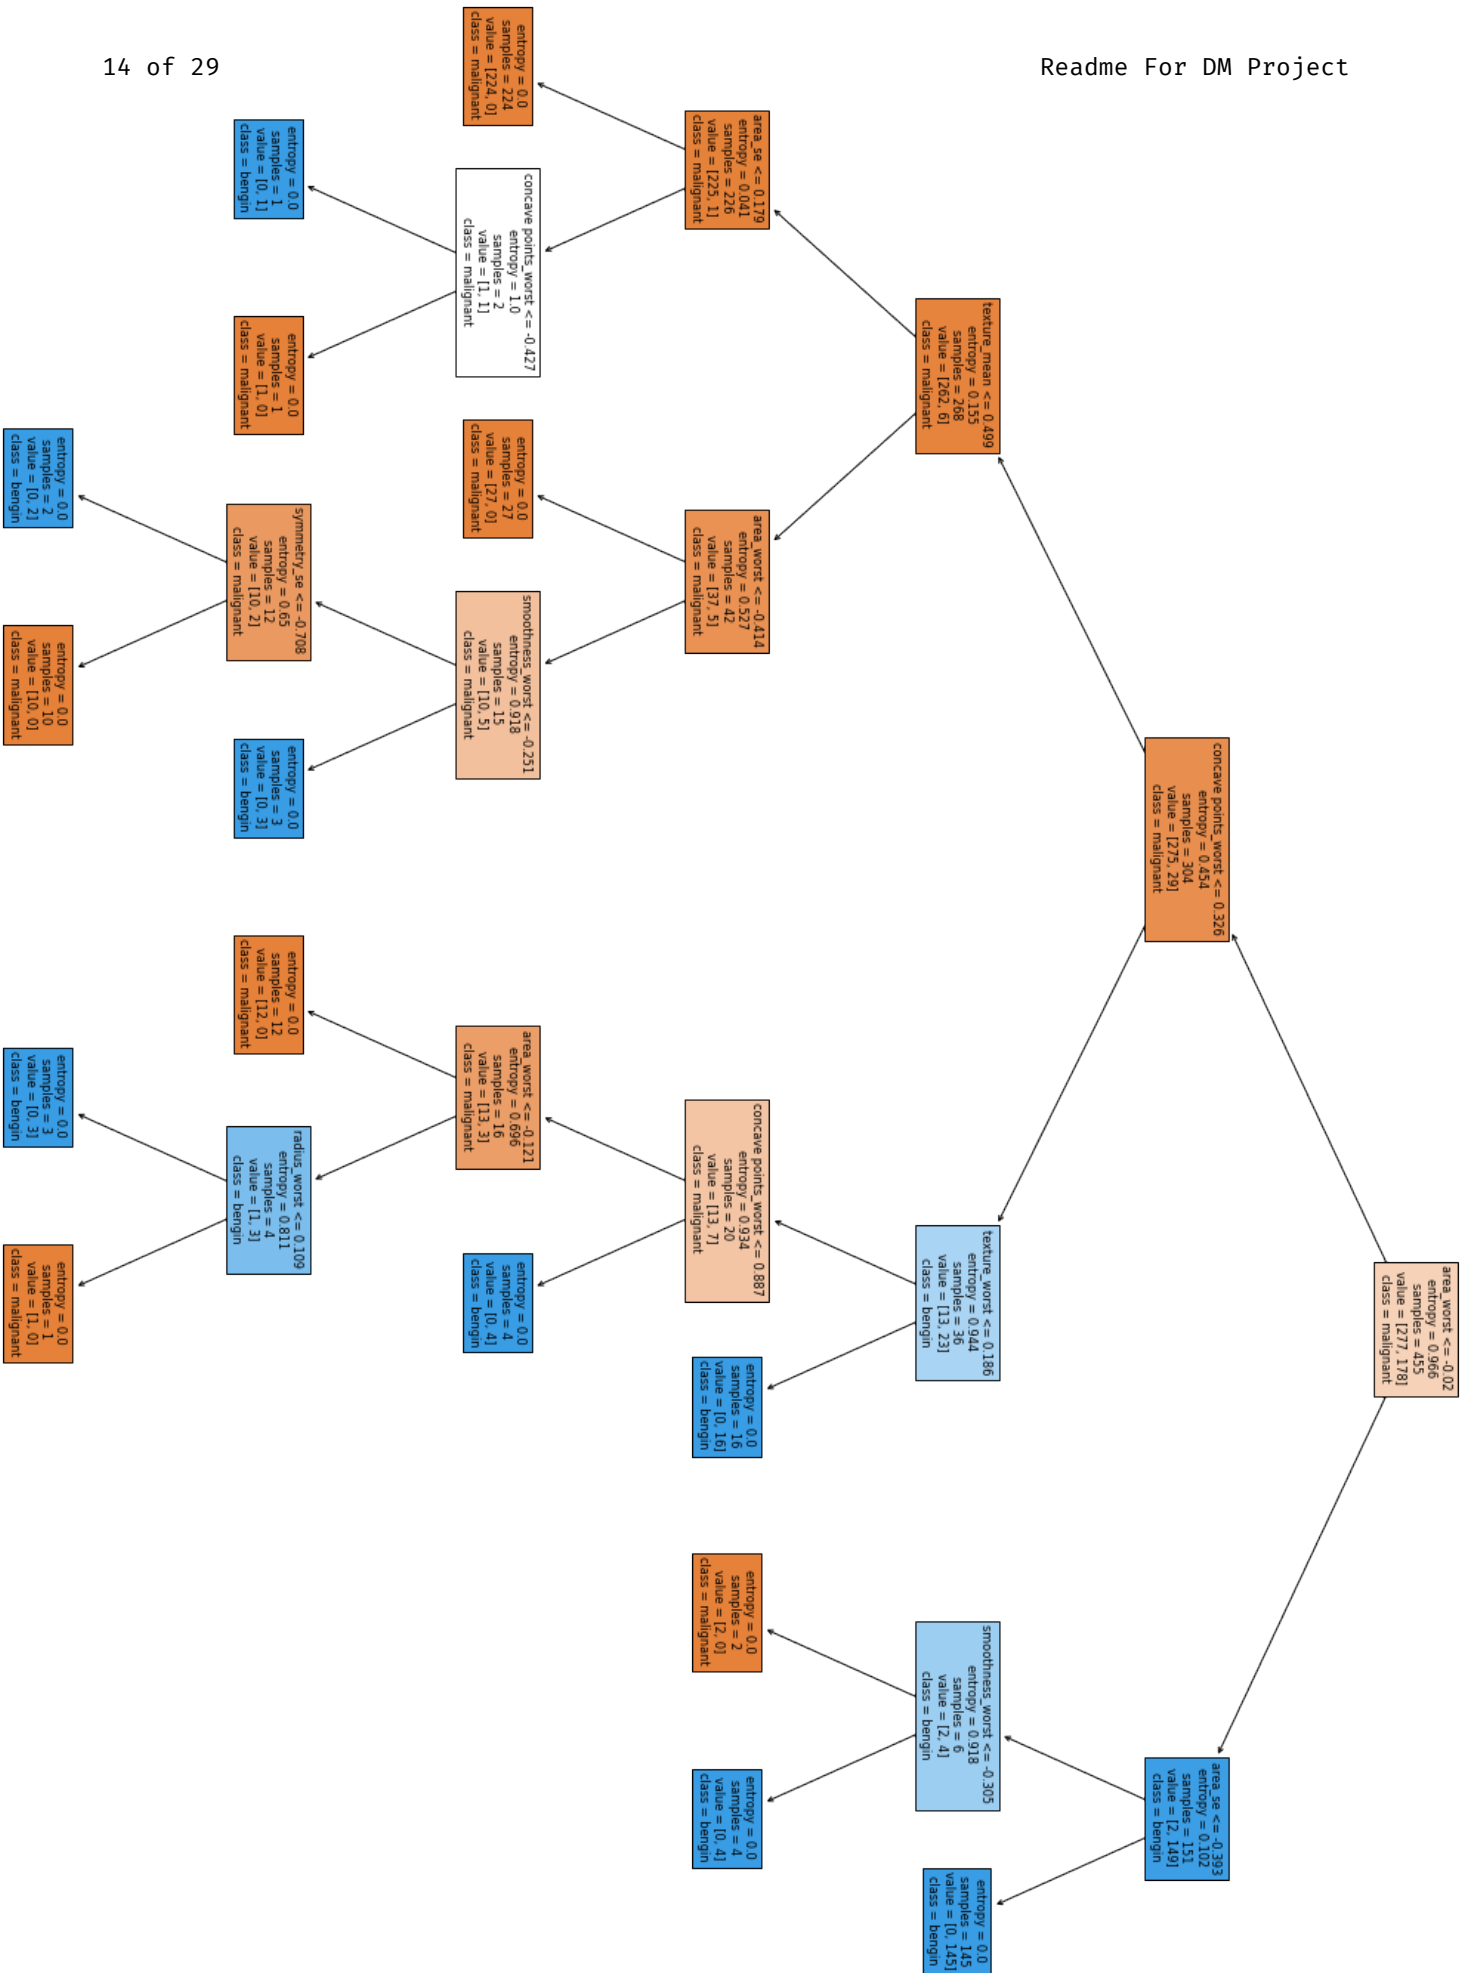 14 of 29
Readme For DM Project
area_worst <= -0.02
entropy = 0.966
samples = 455
value = [277, 178]
class = malignant
concave points_worst <= 0.326
entropy = 0.454
samples = 304
value = [275, 29]
class = malignant
area_se <= -0.393
entropy = 0.102
samples = 151
value = [2, 149]
class = bengin
texture_mean <= 0.499
entropy = 0.155
samples = 268
value = [262, 6]
class = malignant
texture_worst <= 0.186
entropy = 0.944
samples = 36
value = [13, 23]
class = bengin
smoothness_worst <= -0.305
entropy = 0.918
samples = 6
value = [2, 4]
class = bengin
entropy = 0.0
samples = 145
value = [0, 145]
class = bengin
area_se <= 0.179
entropy = 0.041
samples = 226
value = [225, 1]
class = malignant
area_worst <= -0.414
entropy = 0.527
samples = 42
value = [37, 5]
class = malignant
concave points_worst <= 0.887
entropy = 0.934
samples = 20
value = [13, 7]
class = malignant
entropy = 0.0
samples = 16
value = [0, 16]
class = bengin
entropy = 0.0
samples = 2
value = [2, 0]
class = malignant
entropy = 0.0
samples = 4
value = [0, 4]
class = bengin
entropy = 0.0
samples = 224
value = [224, 0]
class = malignant
concave points_worst <= -0.427
entropy = 1.0
samples = 2
value = [1, 1]
class = malignant
entropy = 0.0
samples = 27
value = [27, 0]
class = malignant
smoothness_worst <= -0.251
entropy = 0.918
samples = 15
value = [10, 5]
class = malignant
area_worst <= -0.121
entropy = 0.696
samples = 16
value = [13, 3]
class = malignant
entropy = 0.0
samples = 4
value = [0, 4]
class = bengin
entropy = 0.0
samples = 1
value = [0, 1]
class = bengin
entropy = 0.0
samples = 1
value = [1, 0]
class = malignant
symmetry_se <= -0.708
entropy = 0.65
samples = 12
value = [10, 2]
class = malignant
entropy = 0.0
samples = 3
value = [0, 3]
class = bengin
entropy = 0.0
samples = 12
value = [12, 0]
class = malignant
radius_worst <= 0.109
entropy = 0.811
samples = 4
value = [1, 3]
class = bengin
entropy = 0.0
samples = 2
value = [0, 2]
class = bengin
entropy = 0.0
samples = 10
value = [10, 0]
class = malignant
entropy = 0.0
samples = 3
value = [0, 3]
class = bengin
entropy = 0.0
samples = 1
value = [1, 0]
class = malignant